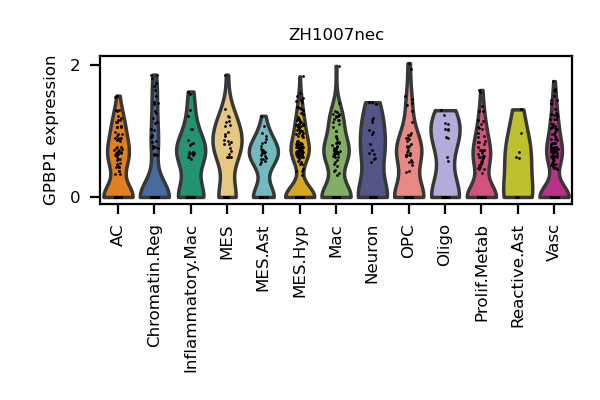 ZH1007nec
GPBP1 expression
2
0
AC
Chromatin.Reg
Inflammatory.Mac
MES
MES.Ast
MES.Hyp
Mac
Neuron
OPC
Oligo
Prolif.Metab
Reactive.Ast
Vasc